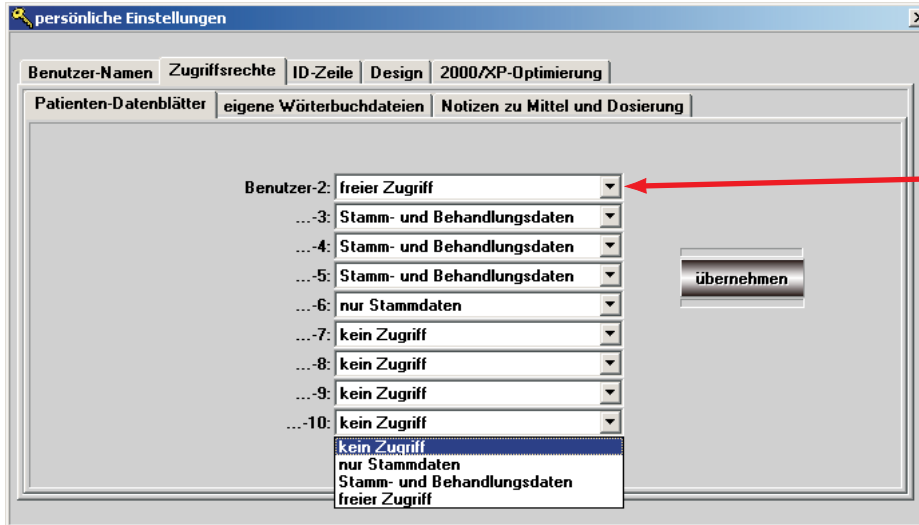 persönliche Einstellungen
Benutzer-Namen Zugriffsrechte ID-Zeile Design 2000/XP-Optimierung
Patienten-Datenblätter eigene Wörterbuchdateien Notizen zu Mittel und Dosierung
Benutzer-2: freier Zugriff
...-3: Stamm- und Behandlungsdaten
...-4: Stamm- und Behandlungsdaten
...-5: Stamm- und Behandlungsdaten
übernehmen
...-6: nur Stammdaten
...-7: kein Zugriff
...-8: kein Zugriff
...-9: kein Zugriff
...-10: kein Zugriff
kein Zugriff
nur Stammdaten
Stamm- und Behandlungsdaten
freier Zugriff